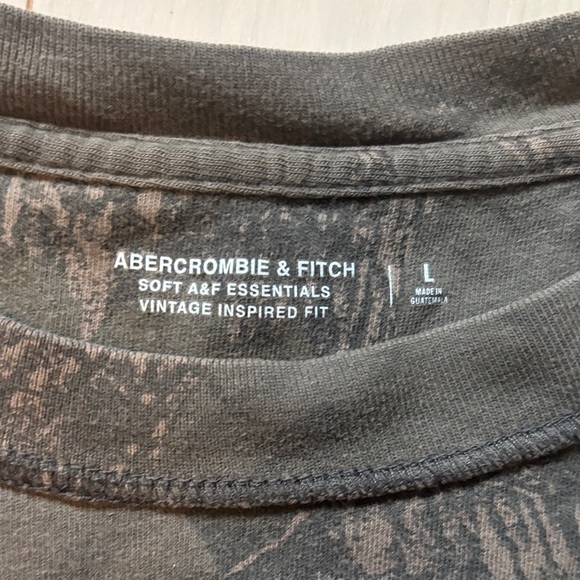 ABERCROMBIE & FITCH
SOFT A&F ESSENTIALS
VINTAGE INSPIRED FIT
L
MADE IN
GUATEMALA